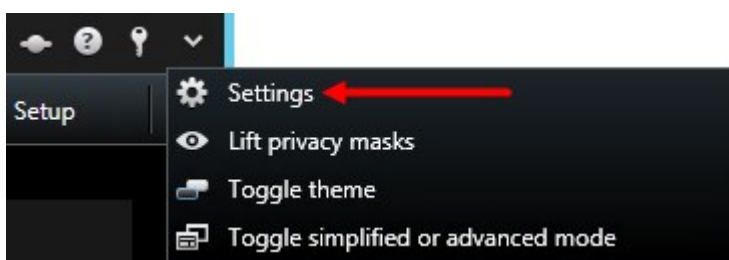 Setup
Settings
Lift privacy masks
Toggle theme
Toggle simplified or advanced mode